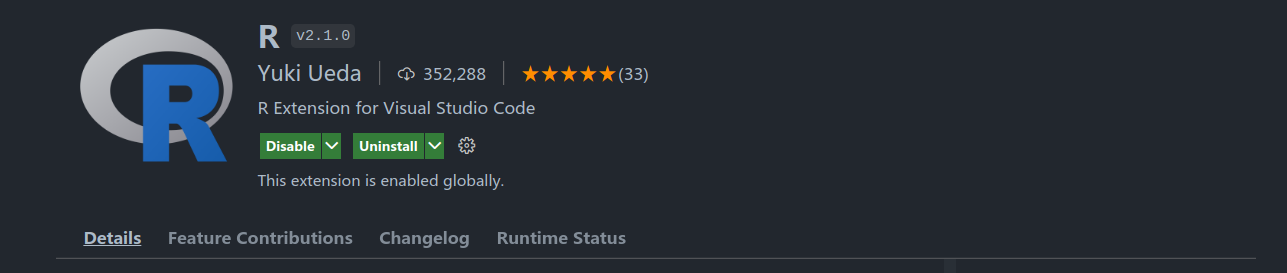 R v2.1.0
Yuki Ueda 352,288 (33)
R Extension for Visual Studio Code
Disable Uninstall
This extension is enabled globally.
Details Feature Contributions Changelog Runtime Status